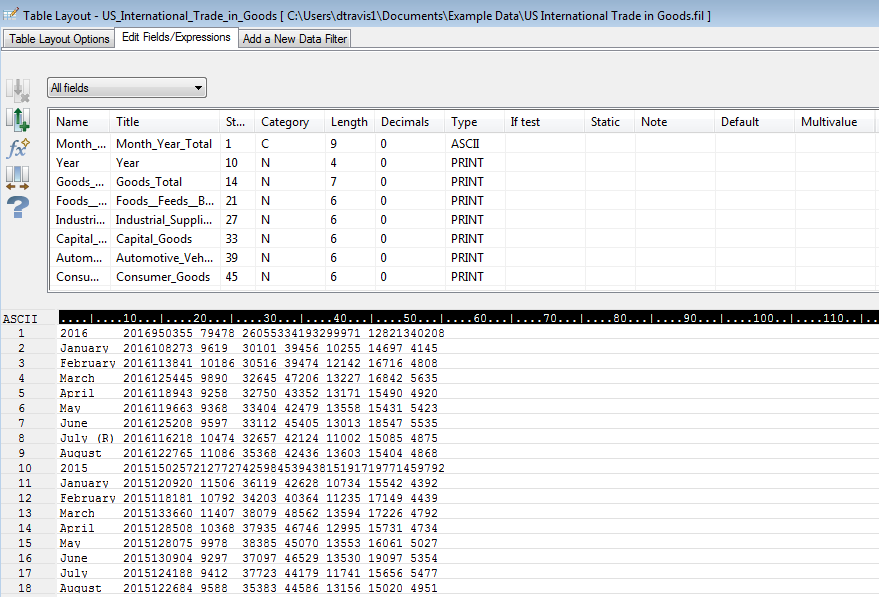 Table Layout - US_International_Trade_in_Goods [ C:\Users\dtravis1\Documents\Example Data\US International Trade in Goods.fil ]
Table Layout Options Edit Fields/Expressions Add a New Data Filter
All fields
Name Title St... Category Length Decimals Type If test Static Note Default Multivalue
Month_... Month_Year_Total 1 C 9 0 ASCII
Year Year 10 N 4 0 PRINT
Goods_... Goods_Total 14 N 7 0 PRINT
Foods__... Foods__Feeds__B... 21 N 6 0 PRINT
Industri... Industrial_Suppli... 27 N 6 0 PRINT
Capital_... Capital_Goods 33 N 6 0 PRINT
Autom... Automotive_Veh... 39 N 6 0 PRINT
Consu... Consumer_Goods 45 N 6 0 PRINT
ASCII ....|....10...|....20...|....30...|....40...|....50...|....60...|....70...|....80...|....90...|....100..|....110..|..
1 2016 2016950355 79478 26055334193299971 12821340208
2 January 2016108273 9619 30101 39456 10255 14697 4145
3 February 2016113841 10186 30516 39474 12142 16716 4808
4 March 2016125445 9890 32645 47206 13227 16842 5635
5 April 2016118943 9258 32750 43352 13171 15490 4920
6 May 2016119663 9368 33404 42479 13558 15431 5423
7 June 2016125208 9597 33112 45405 13013 18547 5535
8 July (R) 2016116218 10474 32657 42124 11002 15085 4875
9 August 2016122765 11086 35368 42436 13603 15404 4868
10 2015 2015150257212772742598453943815191719771459792
11 January 2015120920 11506 36119 42628 10734 15542 4392
12 February 2015118181 10792 34203 40364 11235 17149 4439
13 March 2015133660 11407 38079 48562 13594 17226 4792
14 April 2015128508 10368 37935 46746 12995 15731 4734
15 May 2015128075 9978 38385 45070 13553 16061 5027
16 June 2015130904 9297 37097 46529 13530 19097 5354
17 July 2015124188 9412 37723 44179 11741 15656 5477
18 August 2015122684 9588 35383 44586 13156 15020 4951